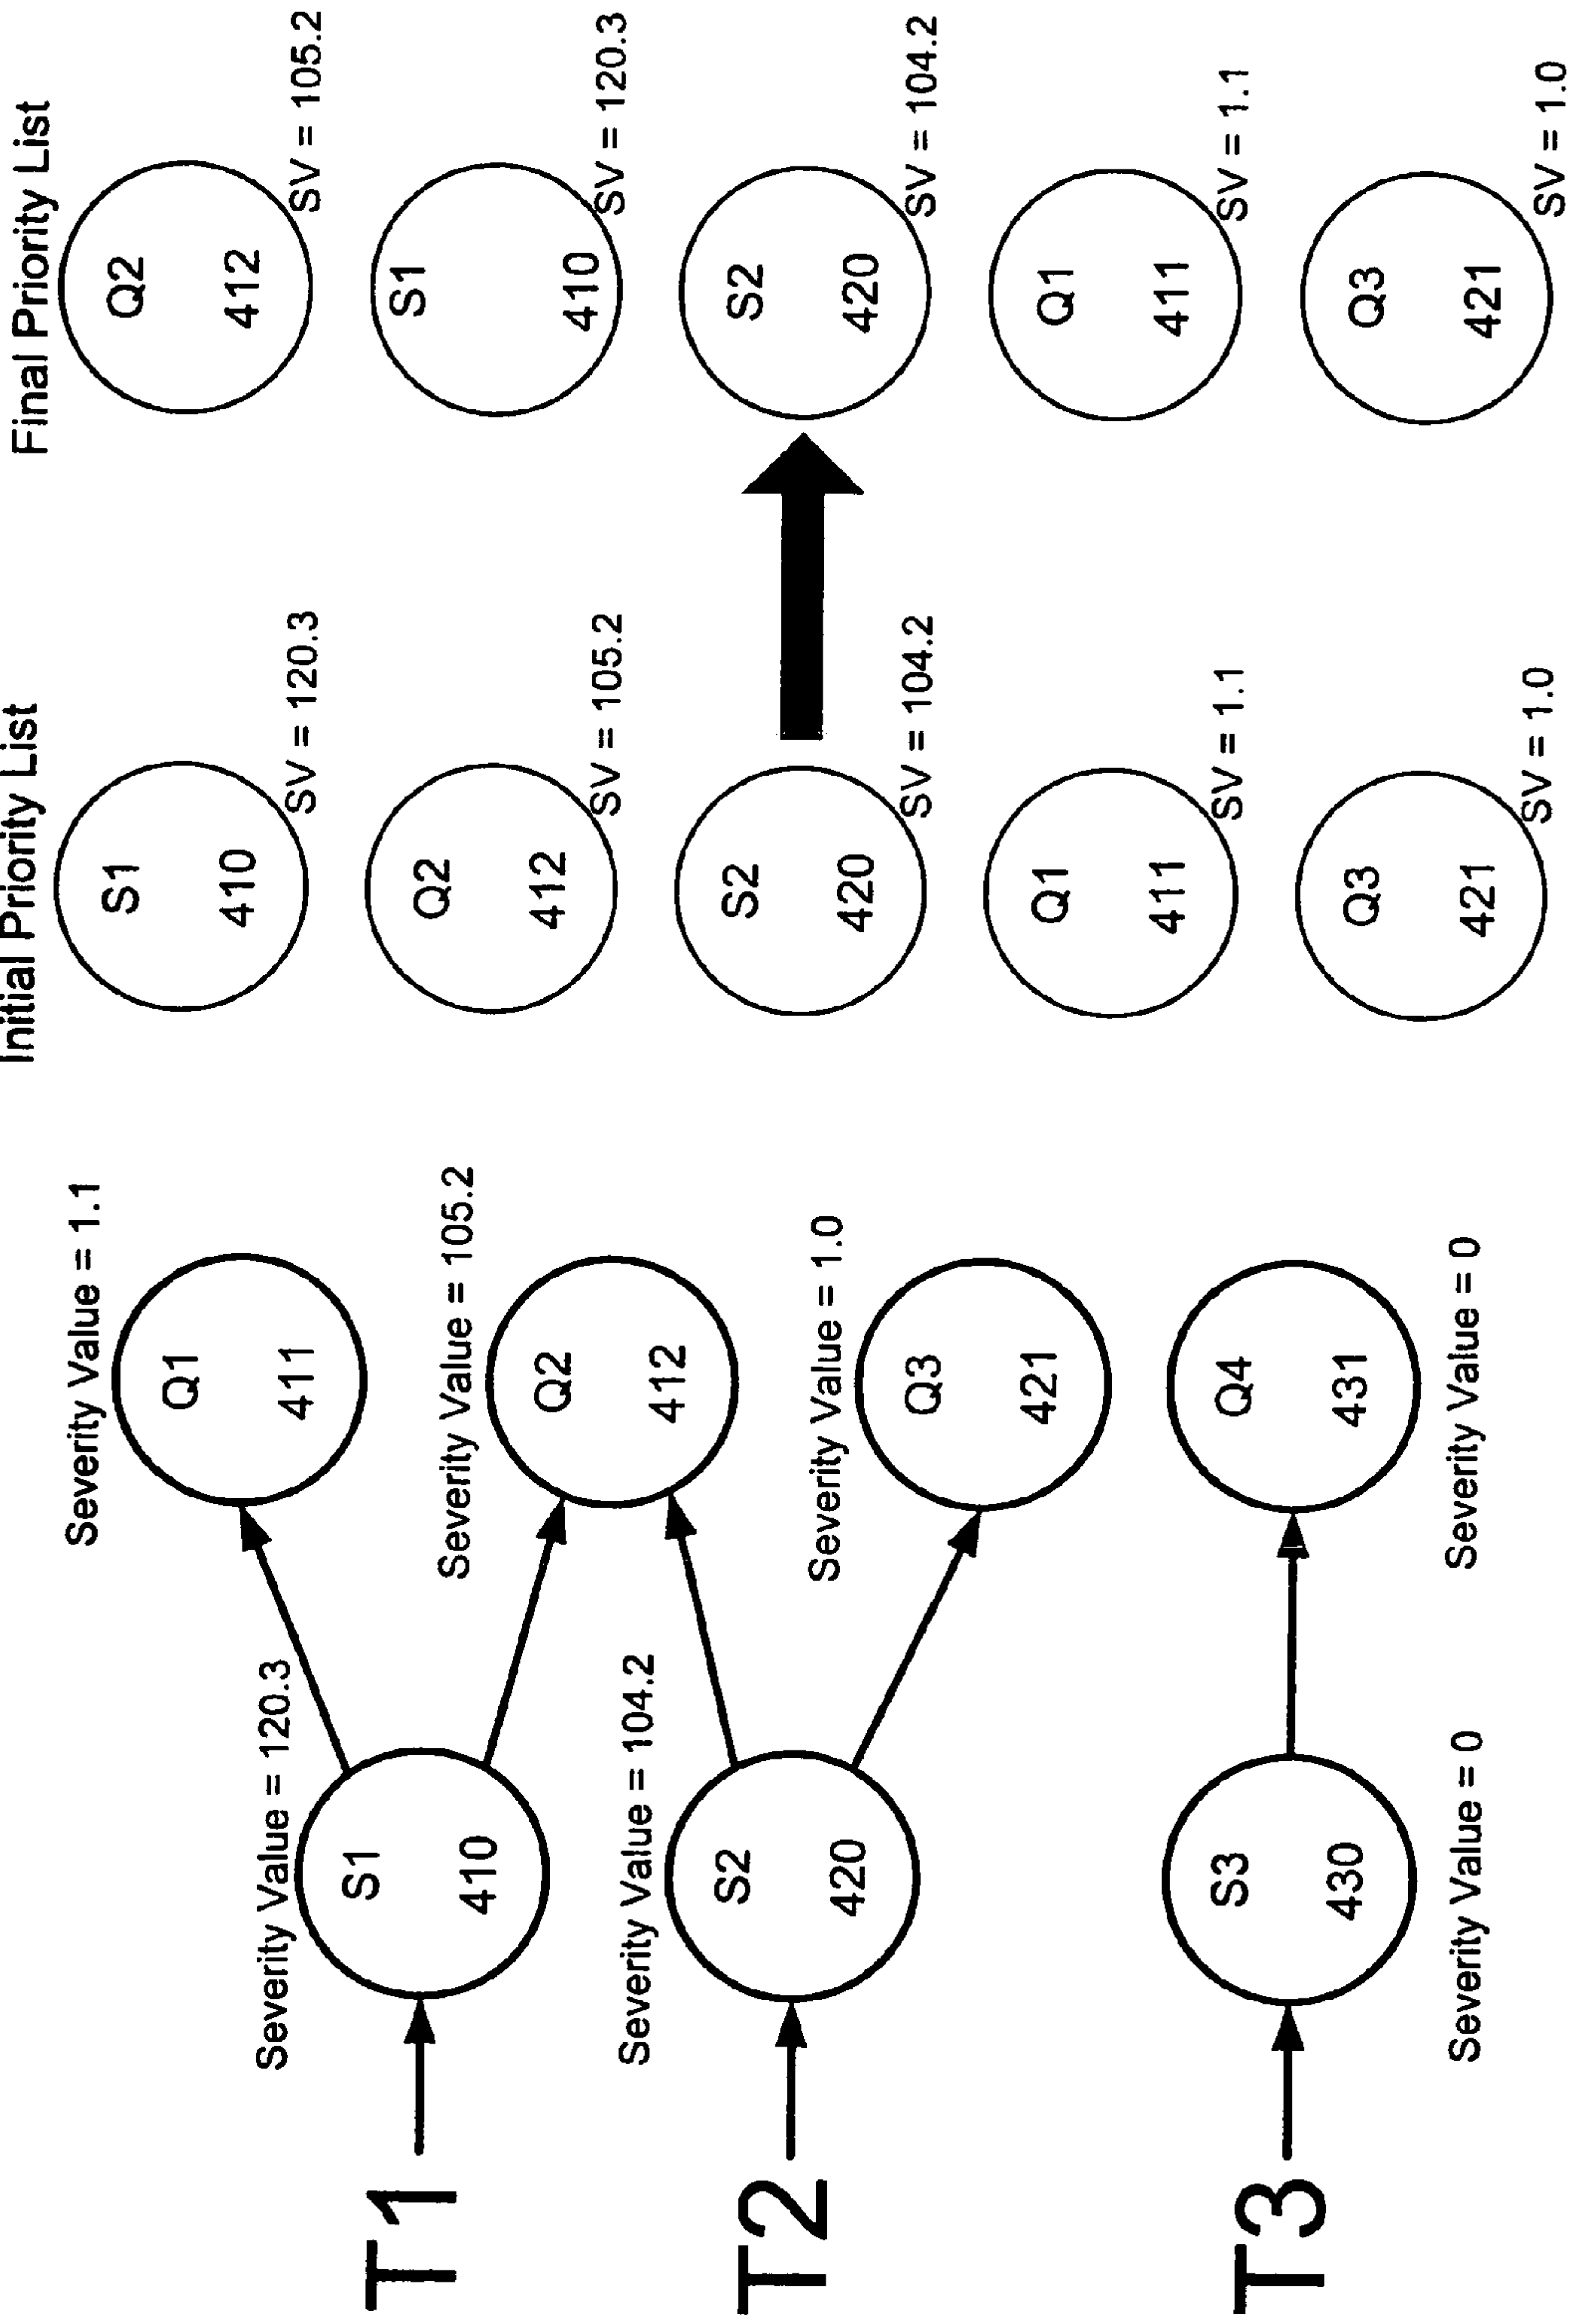 Severity Value = 1.1
Severity Value = 120.3
Q1
411
T1
S1
410
Severity Value = 105.2
Q2
412
Severity Value = 104.2
T2
S2
420
Severity Value = 1.0
Q3
421
T3
S3
430
Q4
431
Severity Value = 0
Severity Value = 0
Initial Priority List
S1
410
SV = 120.3
Q2
412
SV = 105.2
S2
420
SV = 104.2
Q1
411
SV = 1.1
Q3
421
SV = 1.0
Final Priority List
Q2
412
SV = 105.2
S1
410
SV = 120.3
S2
420
SV = 104.2
Q1
411
SV = 1.1
Q3
421
SV = 1.0